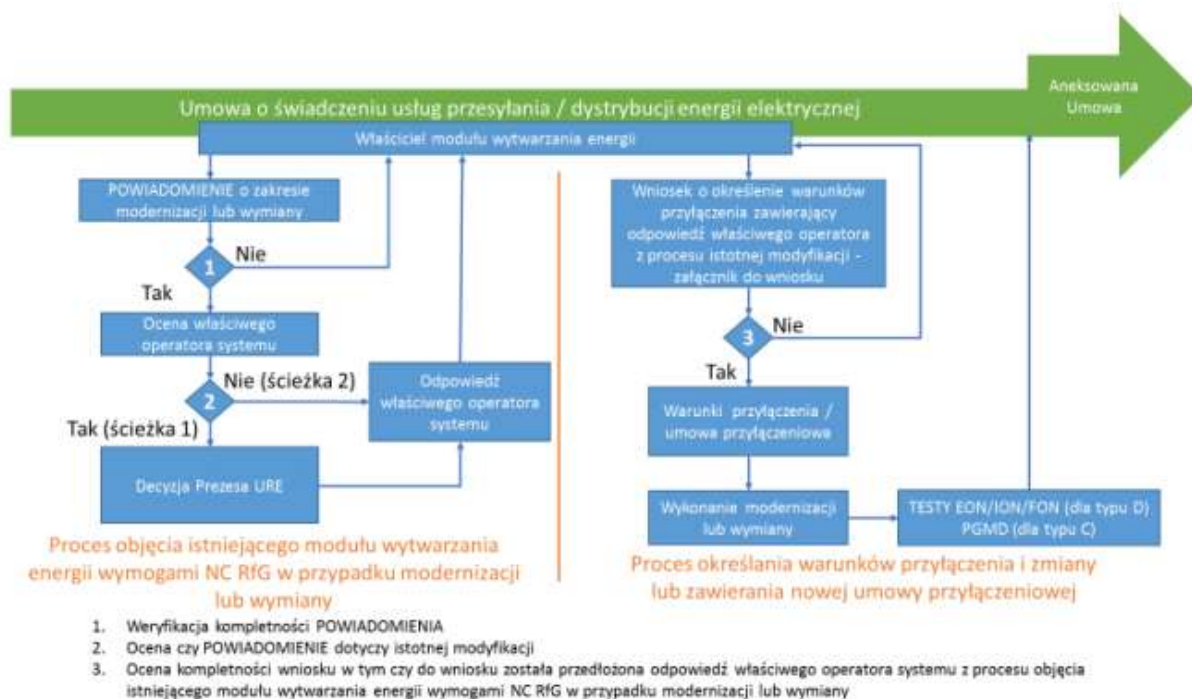 Aneksowana
Umowa
Umowa o świadczeniu usług przesyłania / dystrybucji energii elektrycznej
Właściciel modułu wytwarzania energii
POWIADOMIENIE o zakresie
modernizacji lub wymiany
1
Nie
Tak
Ocena właściwego
operatora systemu
2
Nie (ścieżka 2)
Tak (ścieżka 1)
Odpowiedź
właściwego operatora
systemu
Decyzja Prezesa URE
Proces objęcia istniejącego modułu wytwarzania
energii wymogami NC RfG w przypadku modernizacji
lub wymiany
Wniosek o określenie warunków
przyłączenia zawierający
odpowiedź właściwego operatora
z procesu istotnej modyfikacji -
załącznik do wniosku
3
Nie
Tak
Warunki przyłączenia /
umowa przyłączeniowa
Wykonanie modernizacji
lub wymiany
TESTY EON/ION/FON (dla typu D)
PGMD (dla typu C)
Proces określania warunków przyłączenia i zmiany
lub zawierania nowej umowy przyłączeniowej
1. Weryfikacja kompletności POWIADOMIENIA
2. Ocena czy POWIADOMIENIE dotyczy istotnej modyfikacji
3. Ocena kompletności wniosku w tym czy do wniosku została przedłożona odpowiedź właściwego operatora systemu z procesu objęcia
istniejącego modułu wytwarzania energii wymogami NC RfG w przypadku modernizacji lub wymiany